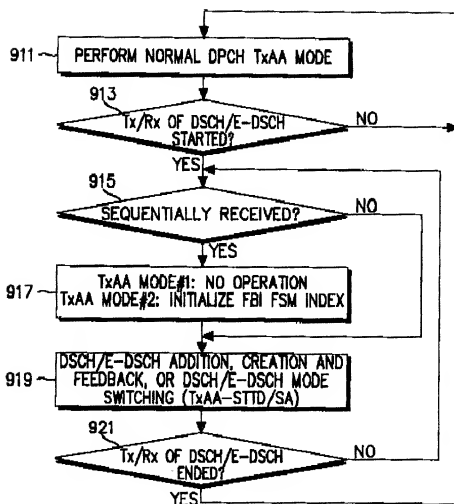 911
PERFORM NORMAL DPCH TxAA MODE
913
Tx/Rx OF DSCH/E-DSCH
STARTED?
NO
YES
915
SEQUENTIALLY RECEIVED?
NO
YES
917
TxAA MODE#1: NO OPERATION
TxAA MODE#2: INITIALIZE FBI FSM INDEX
919
DSCH/E-DSCH ADDITION, CREATION AND
FEEDBACK, OR DSCH/E-DSCH MODE
SWITCHING (TxAA-STTD/SA)
921
Tx/Rx OF DSCH/E-DSCH
ENDED?
NO
YES